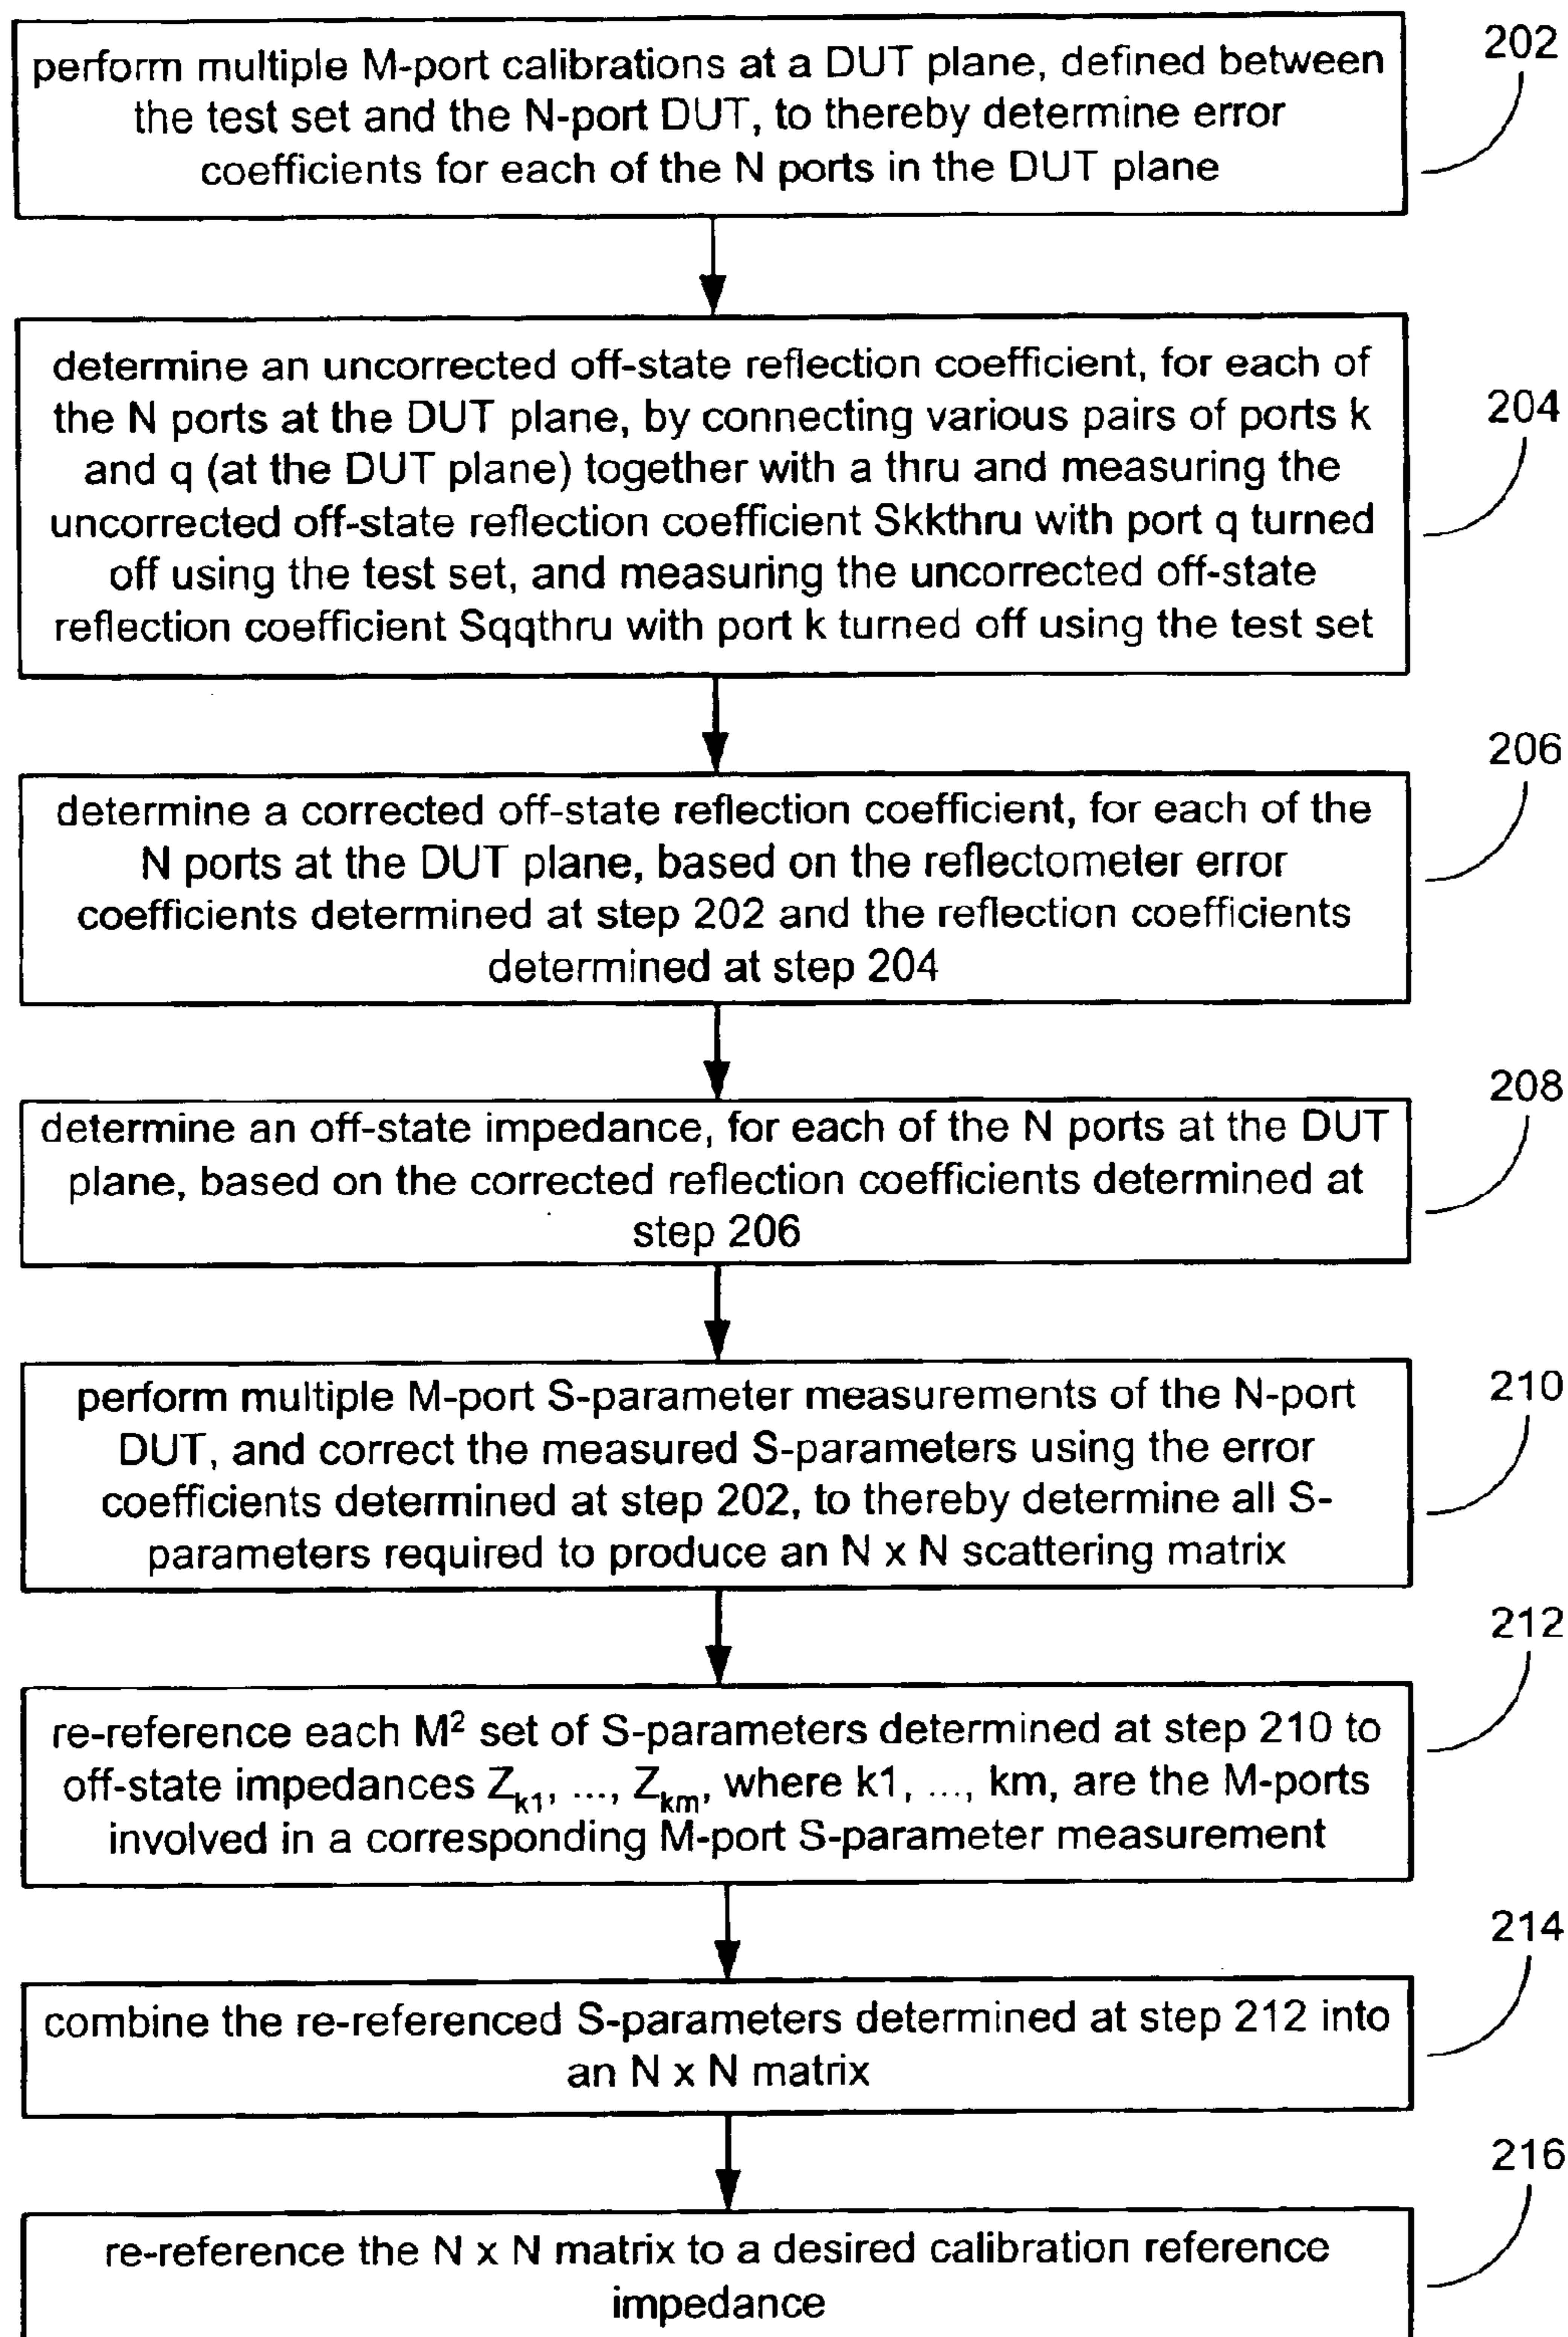 perform multiple M-port calibrations at a DUT plane, defined between
the test set and the N-port DUT, to thereby determine error
coefficients for each of the N ports in the DUT plane
202
determine an uncorrected off-state reflection coefficient, for each of
the N ports at the DUT plane, by connecting various pairs of ports k
and q (at the DUT plane) together with a thru and measuring the
uncorrected off-state reflection coefficient Skkthru with port q turned
off using the test set, and measuring the uncorrected off-state
reflection coefficient Sqqthru with port k turned off using the test set
204
determine a corrected off-state reflection coefficient, for each of the
N ports at the DUT plane, based on the reflectometer error
coefficients determined at step 202 and the reflection coefficients
determined at step 204
206
determine an off-state impedance, for each of the N ports at the DUT
plane, based on the corrected reflection coefficients determined at
step 206
208
perform multiple M-port S-parameter measurements of the N-port
DUT, and correct the measured S-parameters using the error
coefficients determined at step 202, to thereby determine all S-
parameters required to produce an N x N scattering matrix
210
re-reference each M² set of S-parameters determined at step 210 to
off-state impedances Zk1, ..., Zkm, where k1, ..., km, are the M-ports
involved in a corresponding M-port S-parameter measurement
212
combine the re-referenced S-parameters determined at step 212 into
an N x N matrix
214
re-reference the N x N matrix to a desired calibration reference
impedance
216